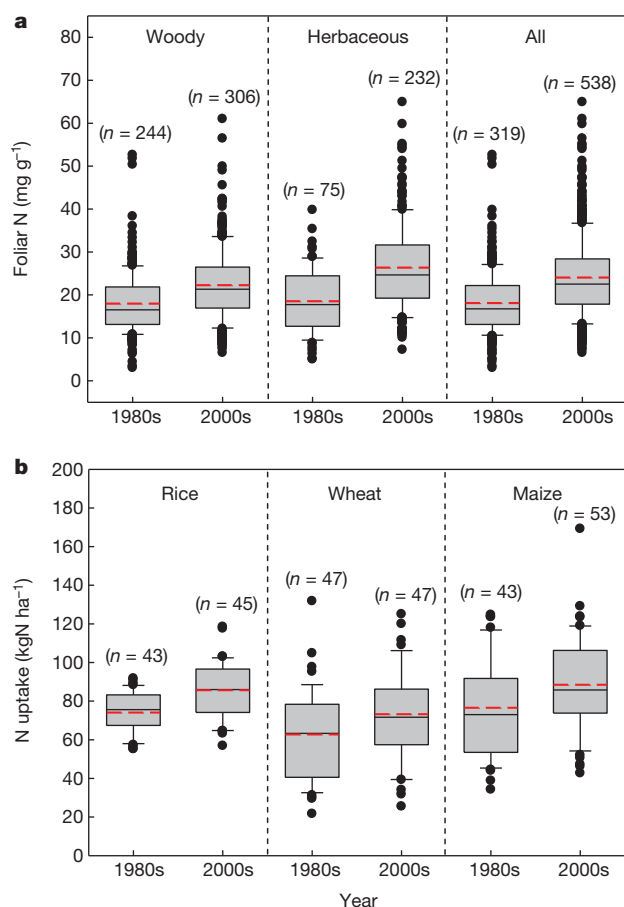 a
Woody Herbaceous All
(n = 244) (n = 306) (n = 75) (n = 232) (n = 319) (n = 538)
Foliar N (mg g⁻¹)
80
70
60
50
40
30
20
10
0
1980s 2000s 1980s 2000s 1980s 2000s
b
Rice Wheat Maize
(n = 43) (n = 45) (n = 47) (n = 47) (n = 43) (n = 53)
N uptake (kgN ha⁻¹)
200
180
160
140
120
100
80
60
40
20
0
1980s 2000s 1980s 2000s 1980s 2000s
Year